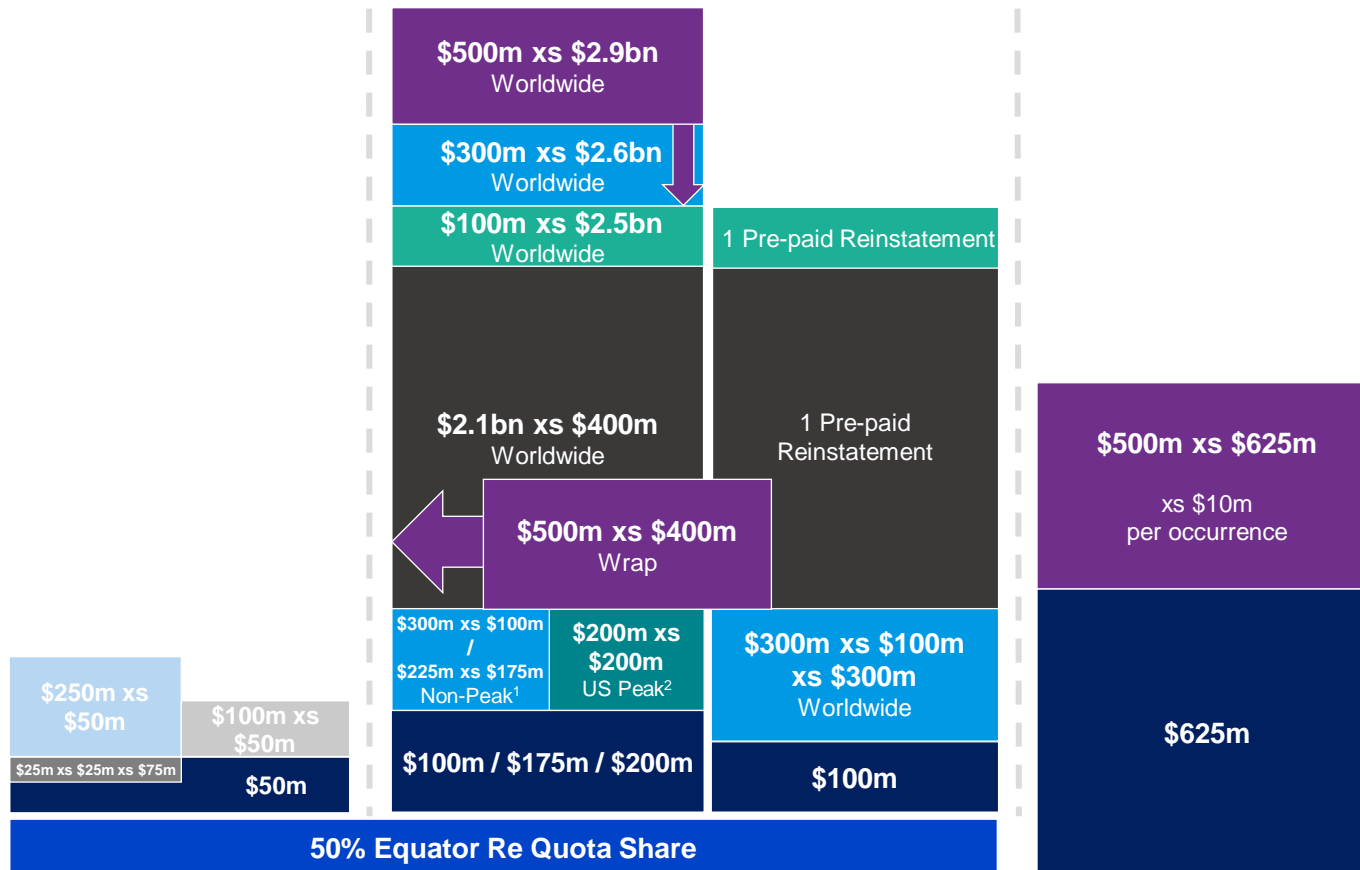 $500m xs $2.9bn
Worldwide
$300m xs $2.6bn
Worldwide
$100m xs $2.5bn
Worldwide
1 Pre-paid Reinstatement
$2.1bn xs $400m
Worldwide
1 Pre-paid
Reinstatement
$500m xs $400m
Wrap
$500m xs $625m
xs $10m
per occurrence
$300m xs $100m
/
$225m xs $175m
Non-Peak¹
$200m xs
$200m
US Peak²
$300m xs $100m
xs $300m
Worldwide
$250m xs
$50m
$100m xs
$50m
$25m xs $25m xs $75m
$50m
$100m / $175m / $200m
$100m
$625m
50% Equator Re Quota Share